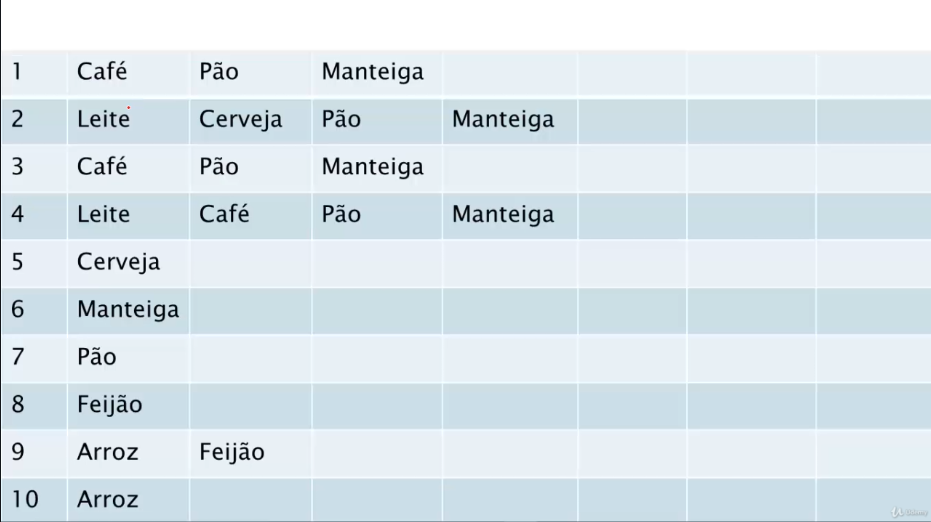 1 Café Pão Manteiga
2 Leite Cerveja Pão Manteiga
3 Café Pão Manteiga
4 Leite Café Pão Manteiga
5 Cerveja
6 Manteiga
7 Pão
8 Feijão
9 Arroz Feijão
10 Arroz
Udemy